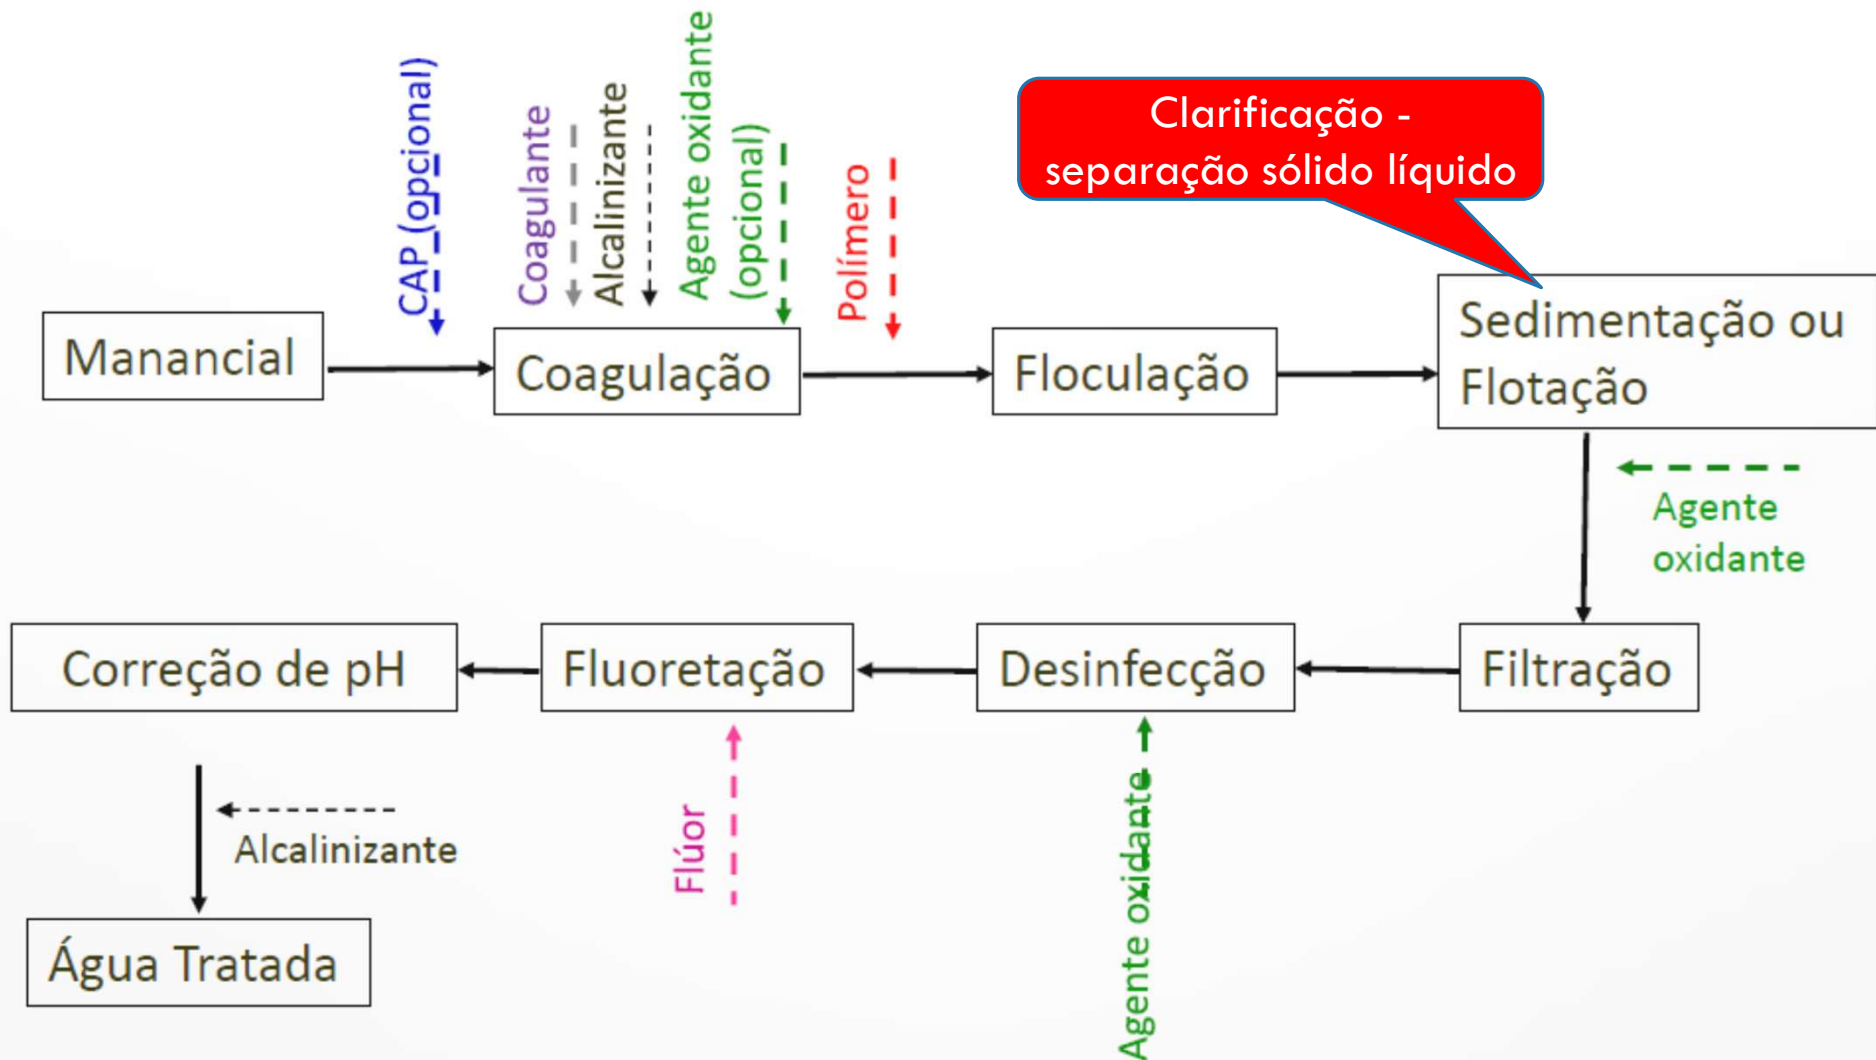 CAP (opcional)
Coagulante
Alcalinizante
Agente oxidante
(opcional)
Polímero
Clarificação -
separação sólido líquido
Manancial
Coagulação
Floculação
Sedimentação ou
Flotação
Agente
oxidante
Correção de pH
Fluoretação
Desinfecção
Filtração
Alcalinizante
Flúor
Agente oxidante
Água Tratada